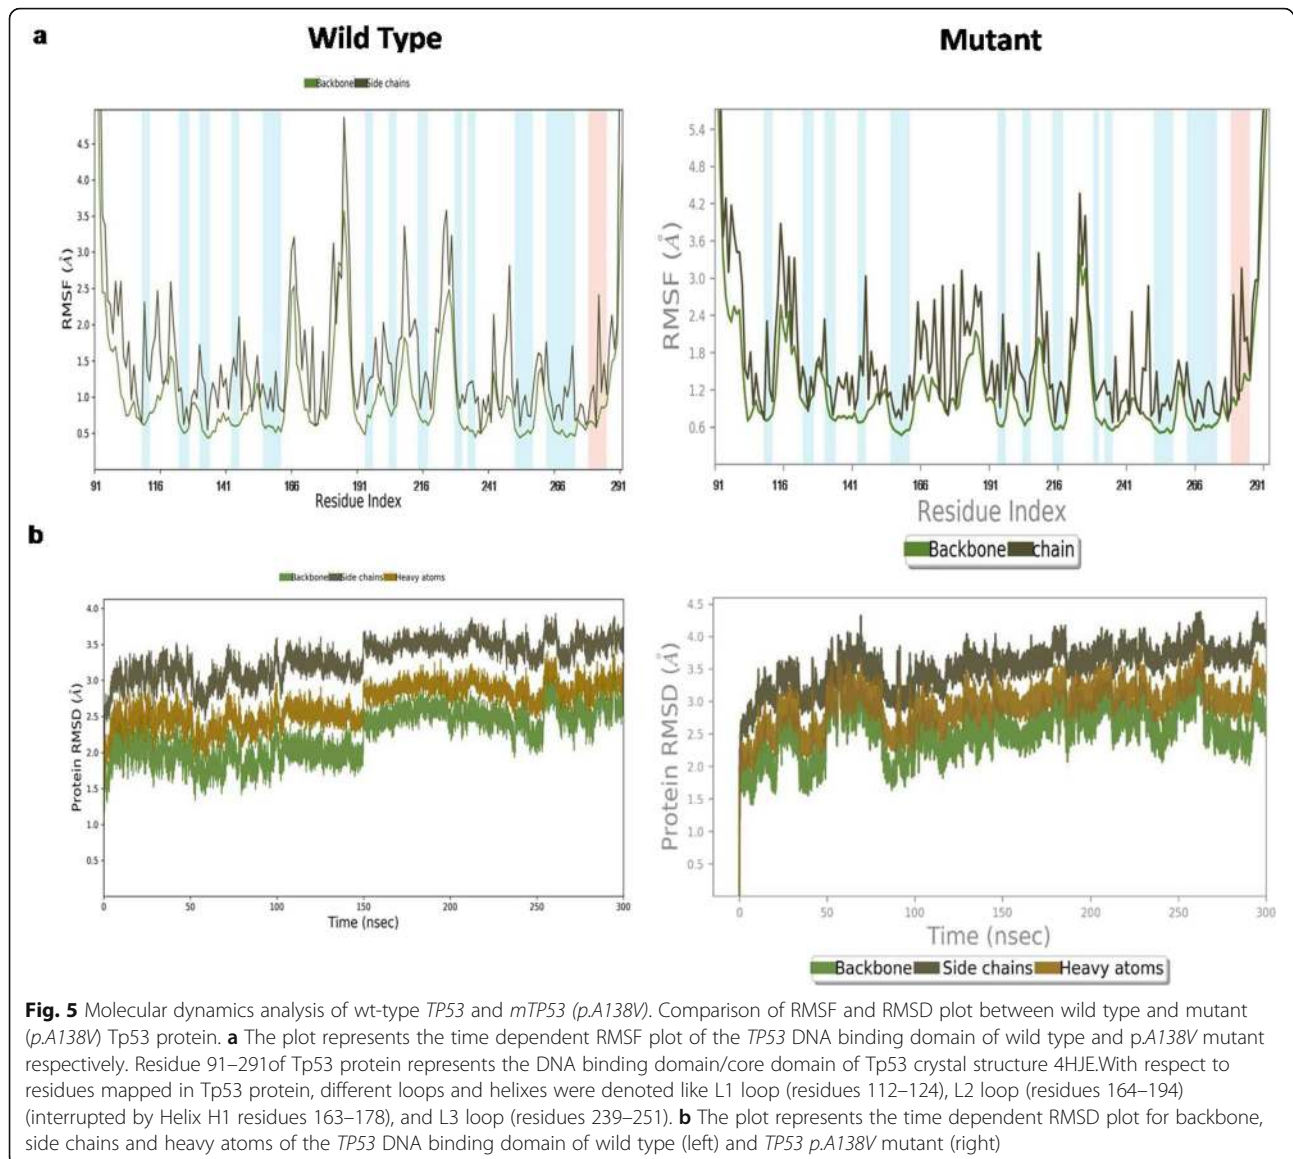 a
Wild Type
Mutant
Backbone Side chains
4.5
4.0
3.5
3.0
2.5
2.0
1.5
1.0
0.5
RMSF (Å)
91 116 141 166 191 216 241 266 291
Residue Index
5.4
4.8
4.2
3.6
3.0
2.4
1.8
1.2
0.6
RMSF (Å)
91 116 141 166 191 216 241 266 291
Residue Index
Backbone chain
b
Backbone Side chains Heavy atoms
4.0
3.5
3.0
2.5
2.0
1.5
1.0
0.5
Protein RMSD (Å)
0 50 100 150 200 250 300
Time (nsec)
4.5
4.0
3.5
3.0
2.5
2.0
1.5
1.0
0.5
Protein RMSD (Å)
0 50 100 150 200 250 300
Time (nsec)
Backbone Side chains Heavy atoms
Fig. 5 Molecular dynamics analysis of wt-type TP53 and mTP53 (p.A138V). Comparison of RMSF and RMSD plot between wild type and mutant
(p.A138V) Tp53 protein. a The plot represents the time dependent RMSF plot of the TP53 DNA binding domain of wild type and p.A138V mutant
respectively. Residue 91–291of Tp53 protein represents the DNA binding domain/core domain of Tp53 crystal structure 4HJE.With respect to
residues mapped in Tp53 protein, different loops and helixes were denoted like L1 loop (residues 112–124), L2 loop (residues 164–194)
(interrupted by Helix H1 residues 163–178), and L3 loop (residues 239–251). b The plot represents the time dependent RMSD plot for backbone,
side chains and heavy atoms of the TP53 DNA binding domain of wild type (left) and TP53 p.A138V mutant (right)